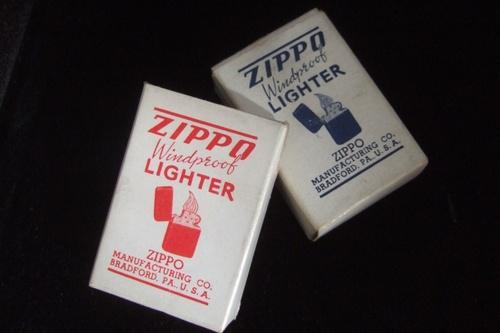 ZIPPO
Windproof
LIGHTER
ZIPPO
MANUFACTURING CO.
BRADFORD, PA., U.S.A.
ZIPPO
Windproof
LIGHTER
ZIPPO
MANUFACTURING CO.
BRADFORD, PA., U.S.A.